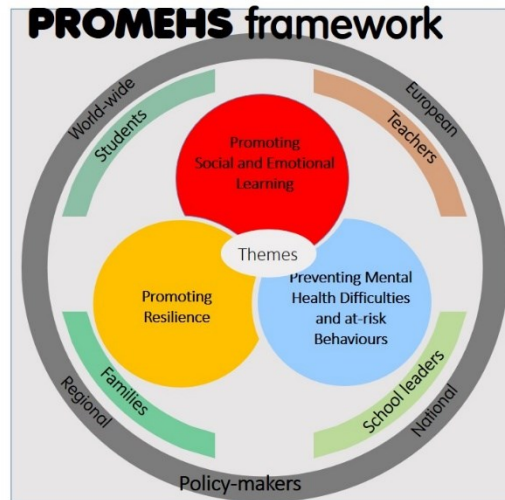 PROMEHS framework
World-wide
European
Students
Teachers
Promoting
Social and Emotional
Learning
Themes
Promoting
Resilience
Preventing Mental
Health Difficulties
and at-risk
Behaviours
Families
School leaders
Regional
National
Policy-makers